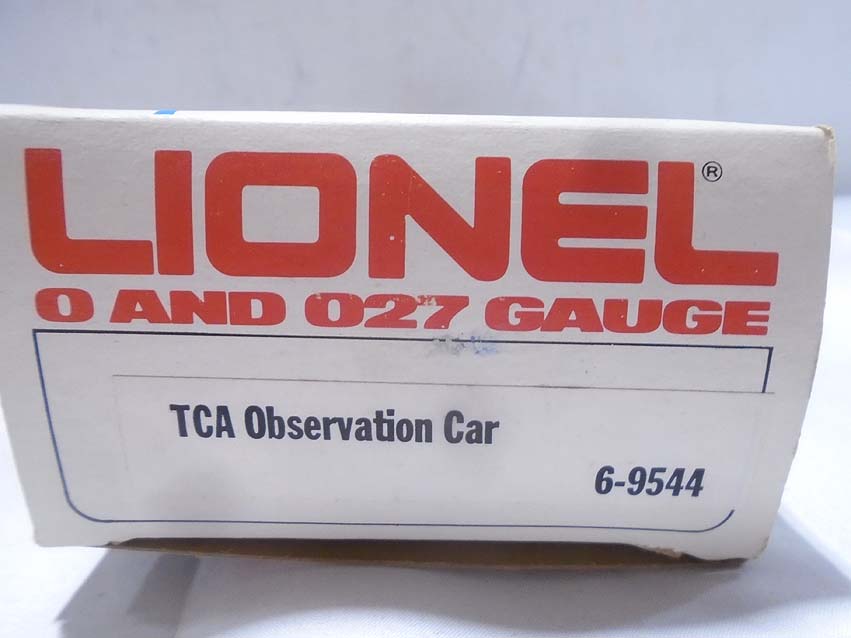 LIONEL®
O AND O27 GAUGE
TCA Observation Car
6-9544